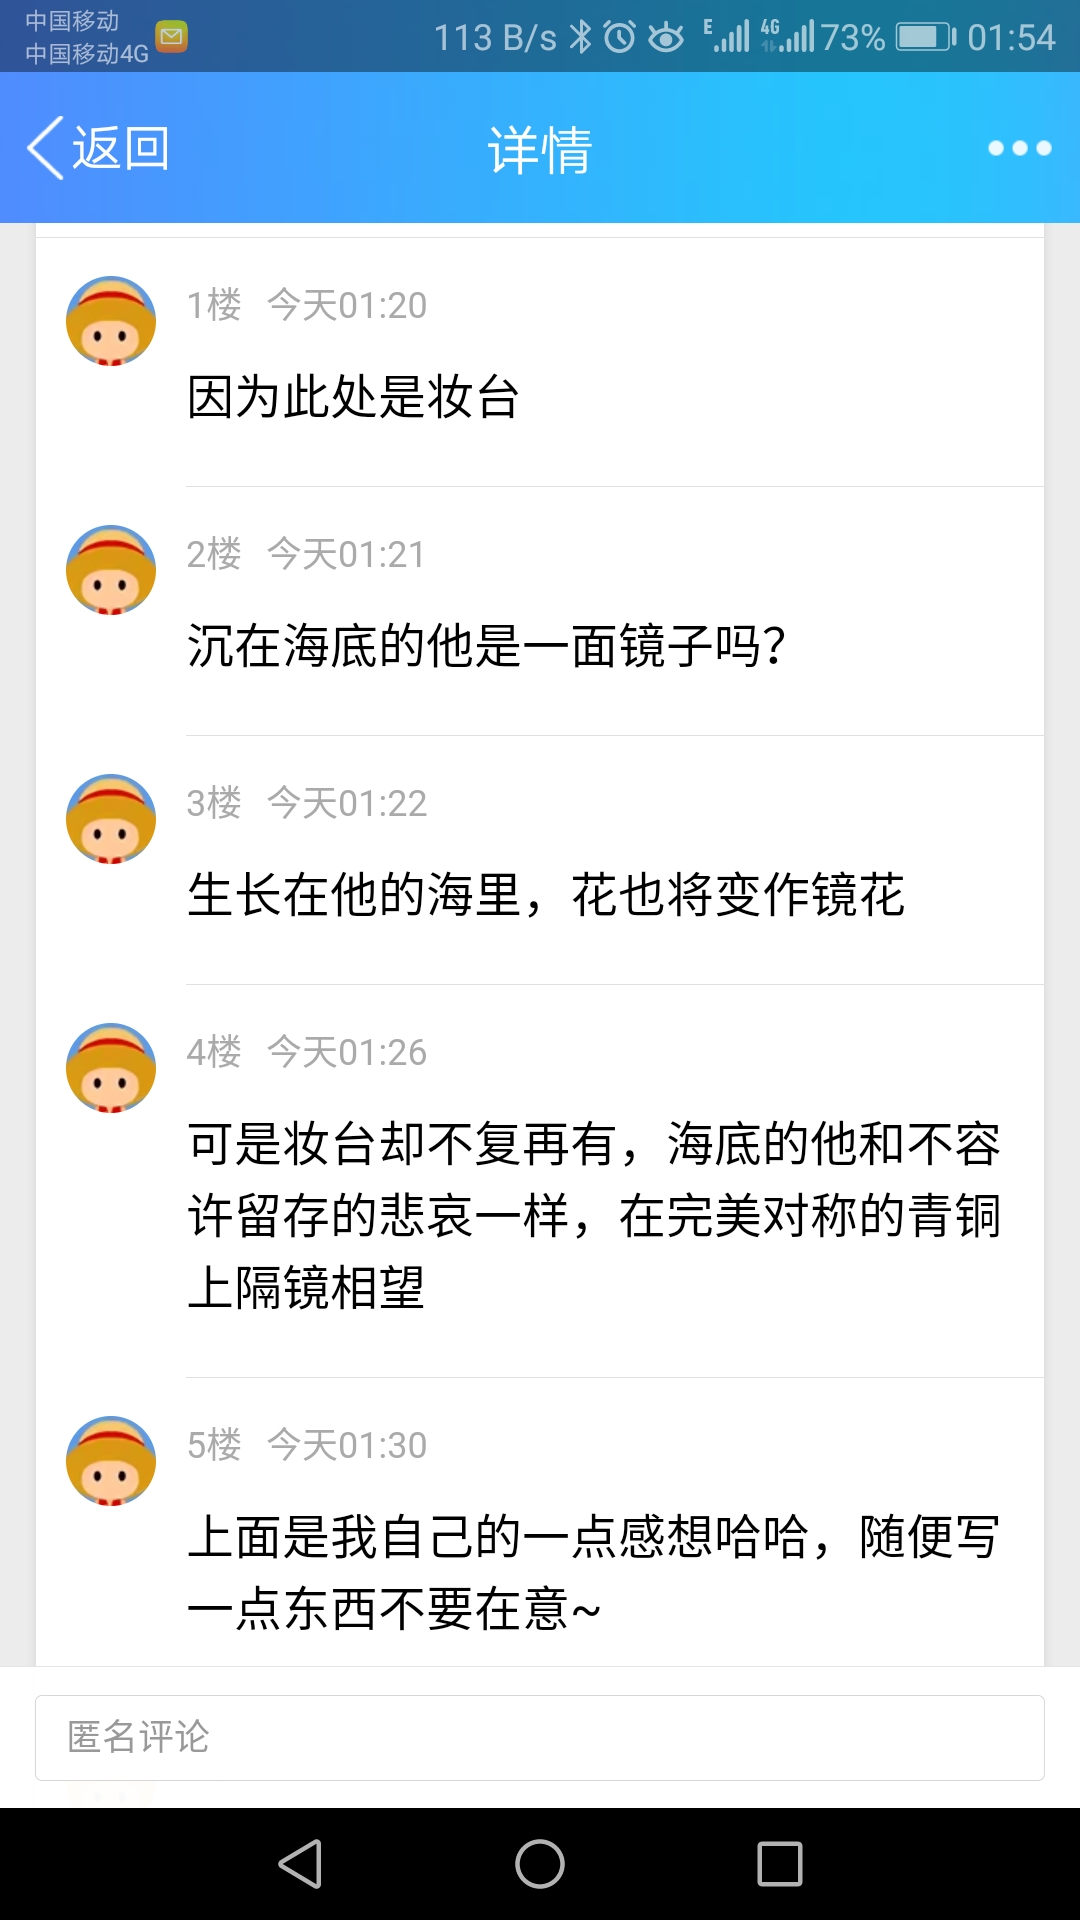 中国移动
中国移动4G
113 B/s E 4G 73% 01:54
返回 详情
1楼 今天01:20
因为此处是妆台
2楼 今天01:21
沉在海底的他是一面镜子吗？
3楼 今天01:22
生长在他的海里，花也将变作镜花
4楼 今天01:26
可是妆台却不复再有，海底的他和不容
许留存的悲哀一样，在完美对称的青铜
上隔镜相望
5楼 今天01:30
上面是我自己的一点感想哈哈，随便写
一点东西不要在意~
匿名评论